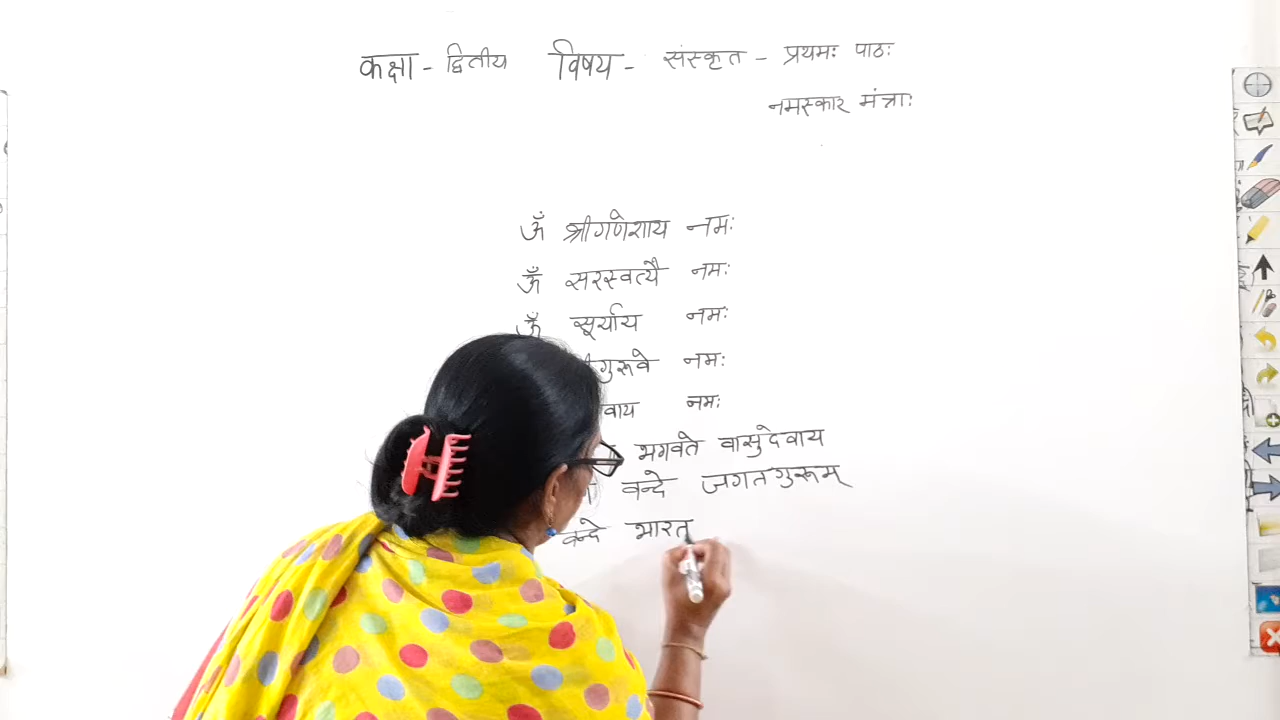 कक्षा - द्वितीय विषय - संस्कृत - प्रथमः पाठः
नमस्कार मंत्राः
ॐ श्रीगणेशाय नमः
ॐ सरस्वत्यै नमः
ॐ सूर्याय नमः
गुरूवे नमः
वाय नमः
भगवते वासुदेवाय
वन्दे जगतगुरूम्
वन्दे भारत